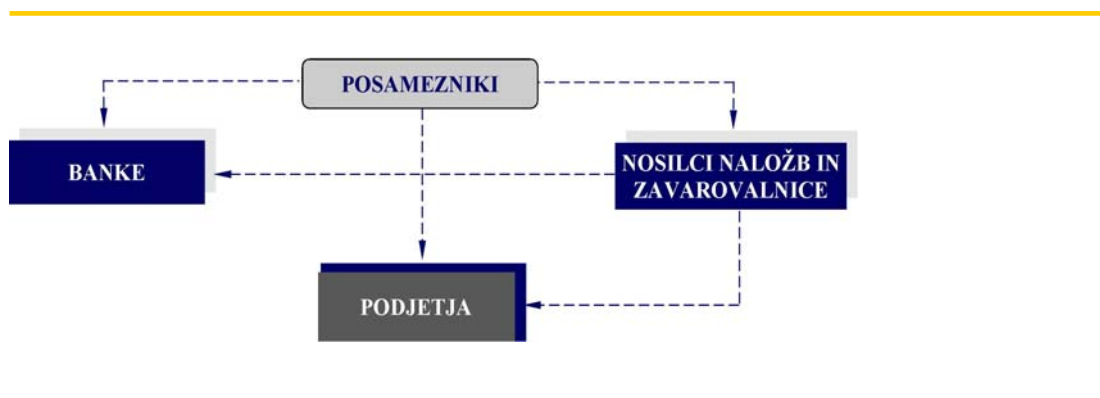 POSAMEZNIKI
BANKE
NOSILCI NALOŽB IN
ZAVAROVALNICE
PODJETJA